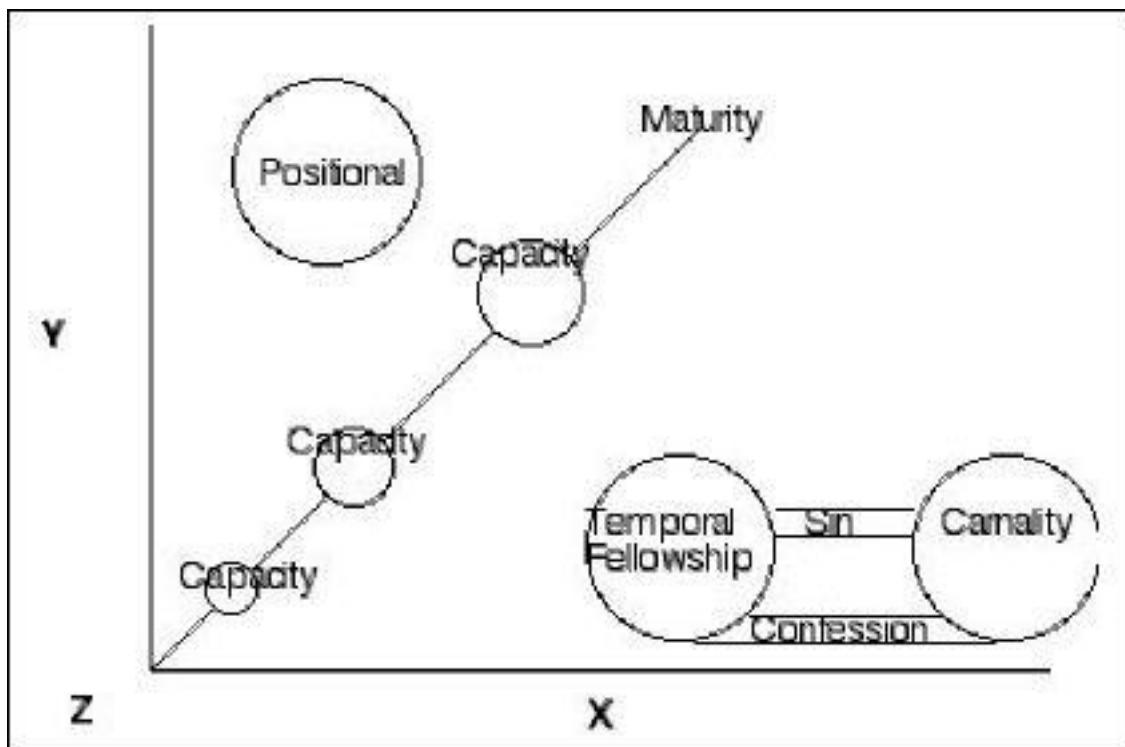 Maturity
Positional
Capacity
Y
Capacity
Temporal
Fellowship
Sin
Carnality
Capacity
Confession
Z
X